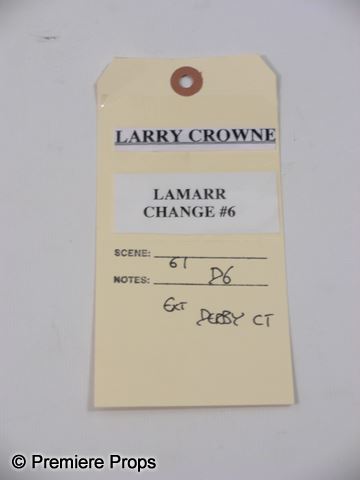 LARRY CROWNE
LAMARR
CHANGE #6
SCENE: 61
NOTES: D6
EXT DERBY CT
© Premiere Props